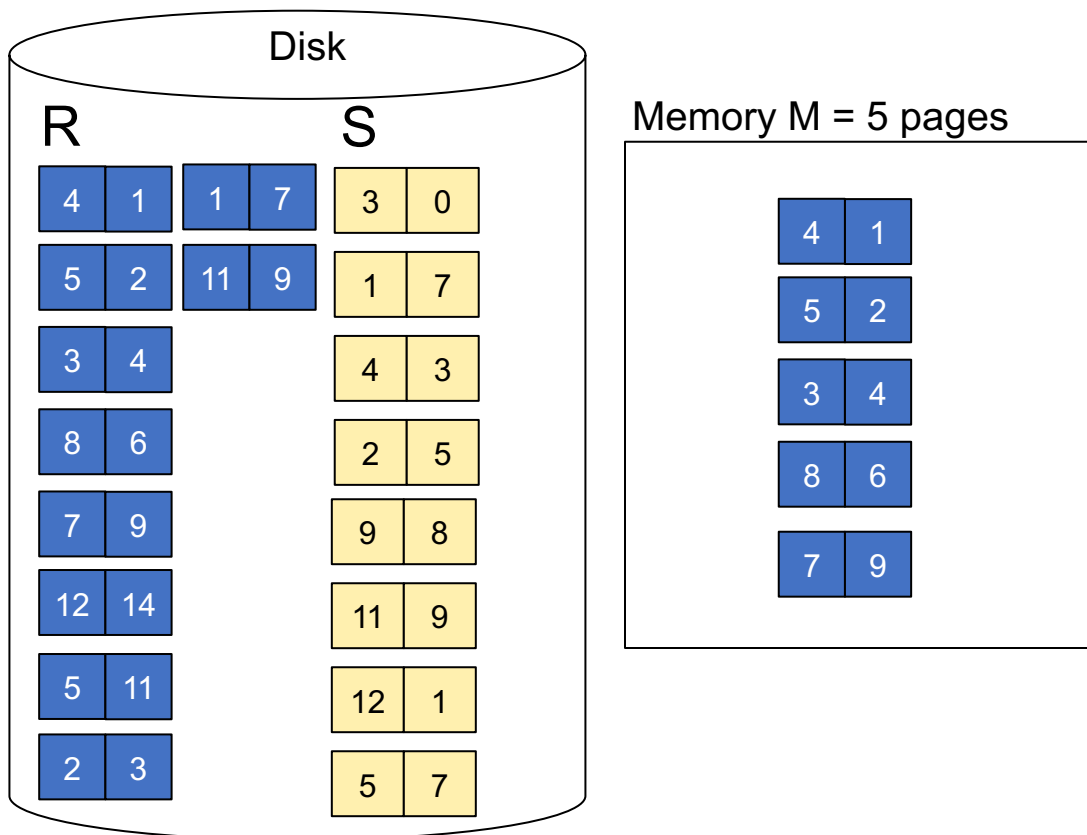 Disk
Memory M = 5 pages
R S
4 1 1 7 3 0
5 2 11 9 1 7
3 4 4 3
8 6 2 5
7 9 9 8
12 14 11 9
5 11 12 1
2 3 5 7
4 1
5 2
3 4
8 6
7 9